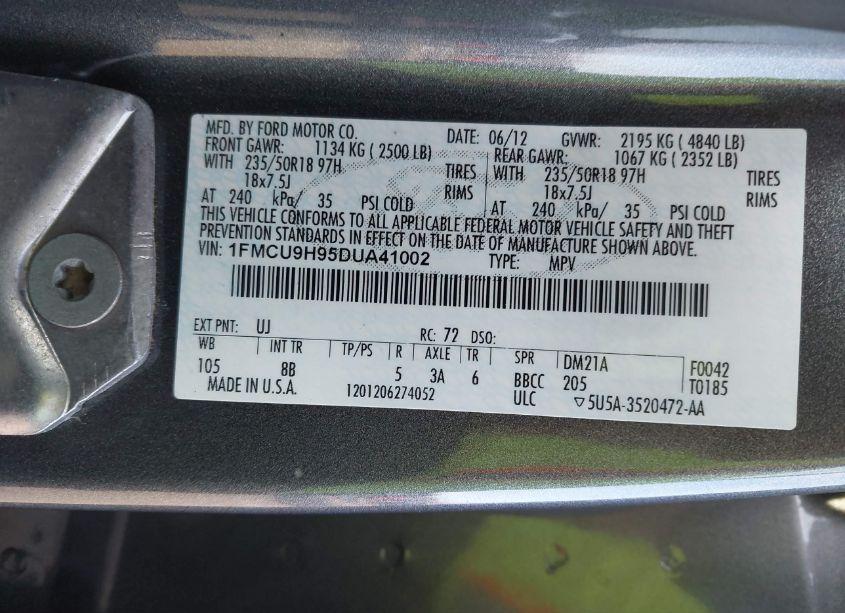 MFD. BY FORD MOTOR CO. DATE: 06/12 GVWR: 2195 KG ( 4840 LB)
FRONT GAWR: 1134 KG ( 2500 LB) REAR GAWR: 1067 KG ( 2352 LB)
WITH 235/50R18 97H TIRES WITH 235/50R18 97H TIRES
18x7.5J RIMS 18x7.5J RIMS
AT 240 kPa/ 35 PSI COLD AT 240 kPa/ 35 PSI COLD
THIS VEHICLE CONFORMS TO ALL APPLICABLE FEDERAL MOTOR VEHICLE SAFETY AND THEFT
PREVENTION STANDARDS IN EFFECT ON THE DATE OF MANUFACTURE SHOWN ABOVE.
VIN: 1FMCU9H95DUA41002 TYPE: MPV
EXT PNT: UJ RC: 72 DSO:
WB INT TR TP/PS R AXLE TR SPR DM21A F0042
105 8B 5 3A 6 BBCC 205 T0185
MADE IN U.S.A. 1201206274052 ULC ▽5U5A-3520472-AA